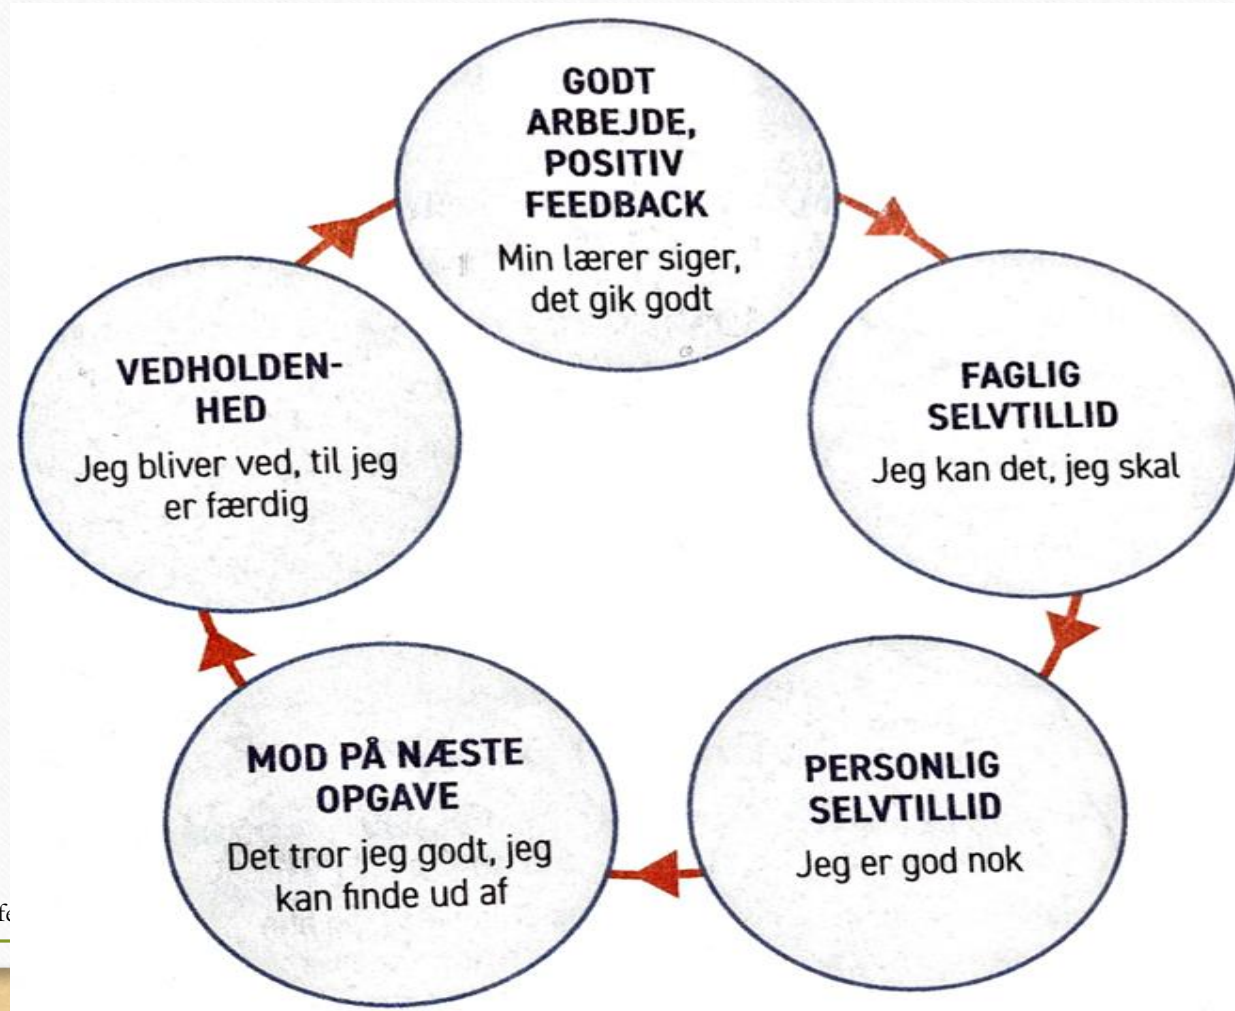 GODT
ARBEJDE,
POSITIV
FEEDBACK
Min lærer siger,
det gik godt
FAGLIG
SELVTILLID
Jeg kan det, jeg skal
PERSONLIG
SELVTILLID
Jeg er god nok
MOD PÅ NÆSTE
OPGAVE
Det tror jeg godt, jeg
kan finde ud af
VEDHOLDEN-
HED
Jeg bliver ved, til jeg
er færdig